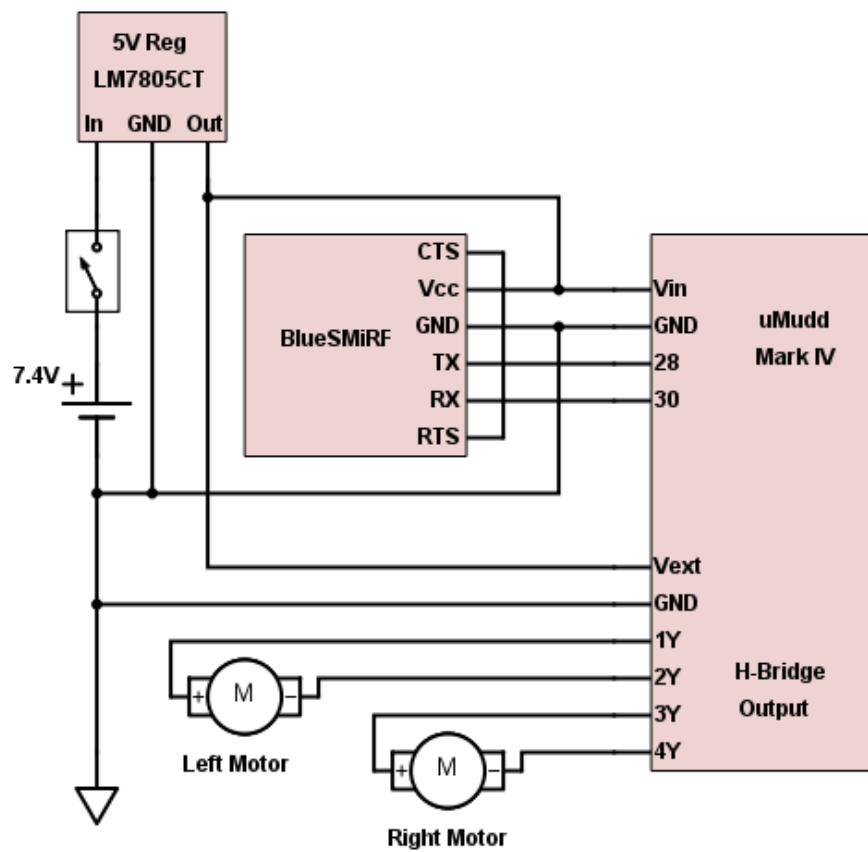 5V Reg
LM7805CT
In GND Out
CTS
Vcc
GND
TX
RX
RTS
BlueSMiRF
Vin
GND
28
30
uMudd
Mark IV
7.4V +
Vext
GND
1Y
2Y
3Y
4Y
H-Bridge
Output
+ M −
Left Motor
+ M −
Right Motor